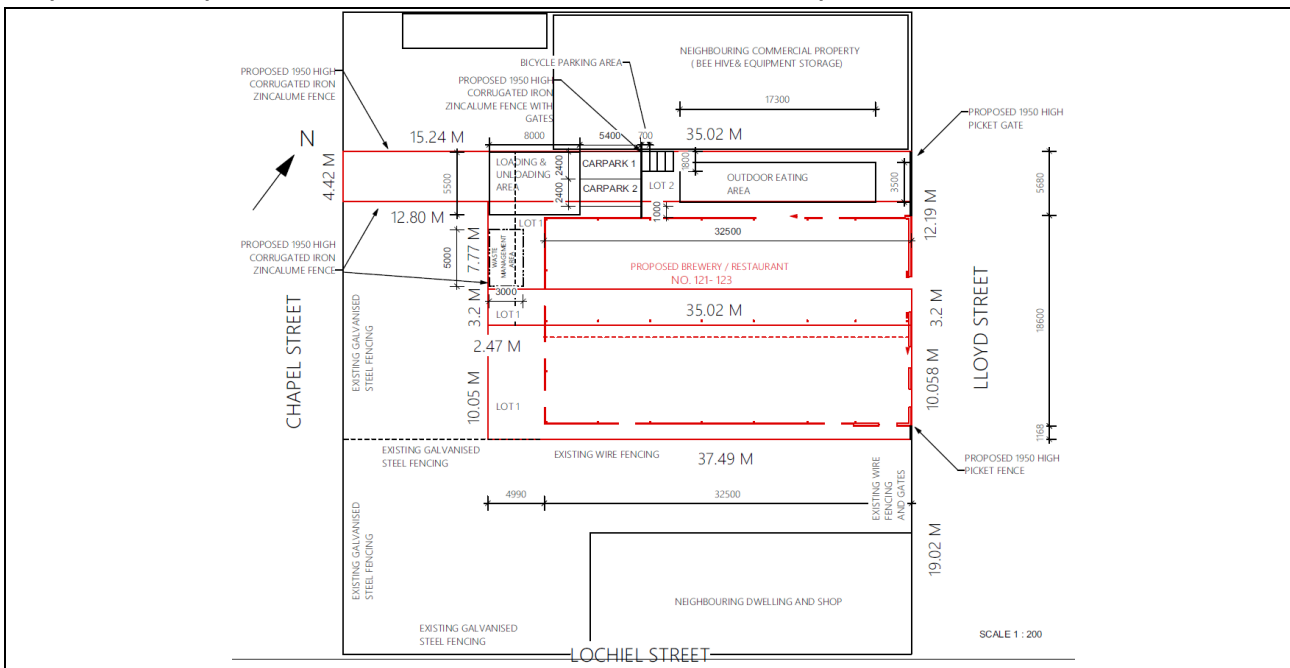 NEIGHBOURING COMMERCIAL PROPERTY
( BEE HIVE& EQUIPMENT STORAGE)
BICYCLE PARKING AREA
PROPOSED 1950 HIGH
CORRUGATED IRON
ZINCALUME FENCE
PROPOSED 1950 HIGH
CORRUGATED IRON
ZINCALUME FENCE WITH
GATES
17300
PROPOSED 1950 HIGH
PICKET GATE
N
15.24 M
8000
5400
700
35.02 M
4.42 M
5500
LOADING &
UNLOADING
AREA
2400
2400
CARPARK 1
CARPARK 2
1800
LOT 2
OUTDOOR EATING
AREA
3500
5680
12.19 M
12.80 M
LOT 1
1000
32500
PROPOSED 1950 HIGH
CORRUGATED IRON
ZINCALUME FENCE
5000
7.77 M
WASTE
MANAGEMENT
AREA
3000
PROPOSED BREWERY / RESTAURANT
NO. 121- 123
CHAPEL STREET
EXISTING GALVANISED
STEEL FENCING
3.2 M
LOT 1
35.02 M
3.2 M
LLOYD STREET
18600
2.47 M
10.05 M
LOT 1
10.058 M
1168
EXISTING GALVANISED
STEEL FENCING
EXISTING WIRE FENCING
37.49 M
PROPOSED 1950 HIGH
PICKET FENCE
4990
32500
EXISTING WIRE
FENCING
AND GATES
EXISTING GALVANISED
STEEL FENCING
19.02 M
NEIGHBOURING DWELLING AND SHOP
EXISTING GALVANISED
STEEL FENCING
SCALE 1 : 200
LOCHIEL STREET